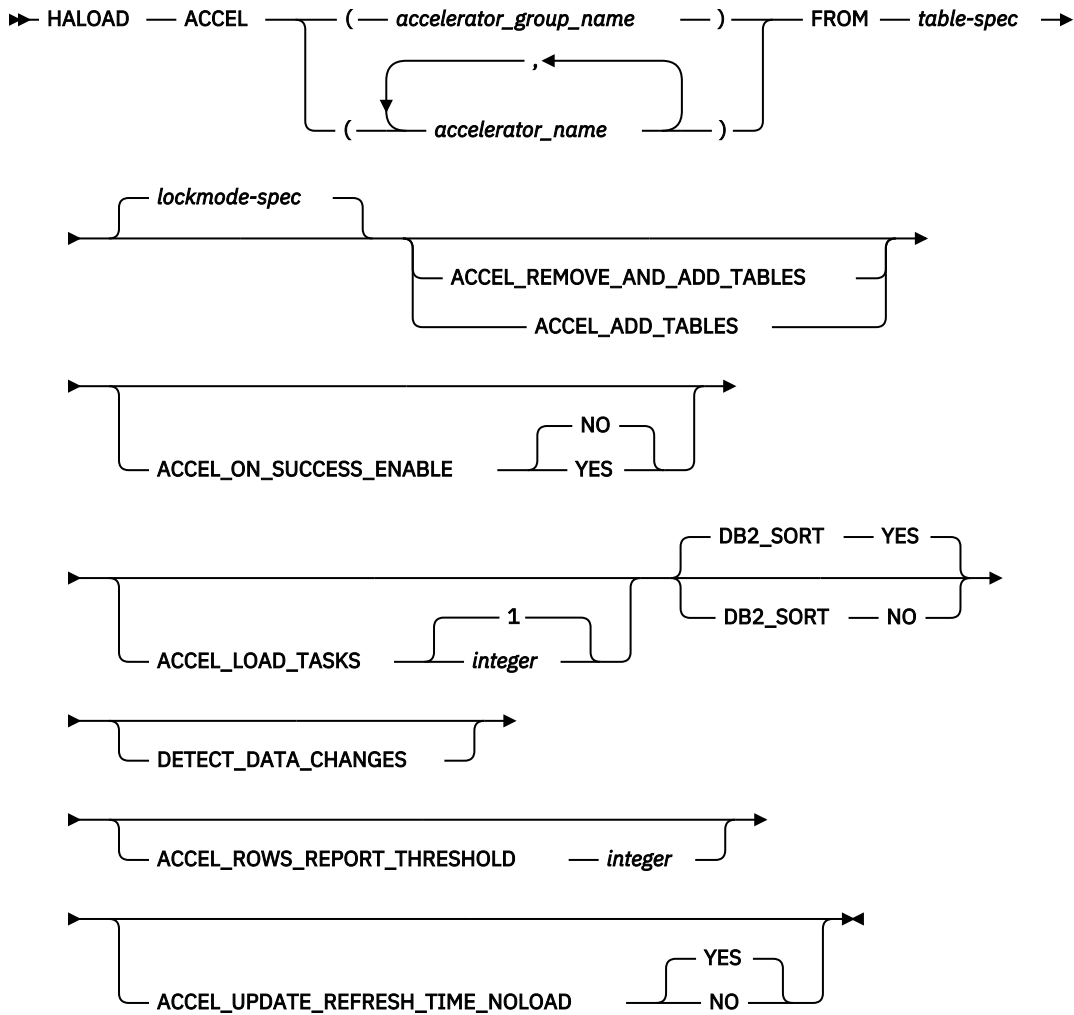 HALOAD ACCEL ( accelerator_group_name ) FROM table-spec
,
( accelerator_name )
lockmode-spec
ACCEL_REMOVE_AND_ADD_TABLES
ACCEL_ADD_TABLES
NO
ACCEL_ON_SUCCESS_ENABLE YES
DB2_SORT YES
1 DB2_SORT NO
ACCEL_LOAD_TASKS integer
DETECT_DATA_CHANGES
ACCEL_ROWS_REPORT_THRESHOLD integer
YES
ACCEL_UPDATE_REFRESH_TIME_NOLOAD NO